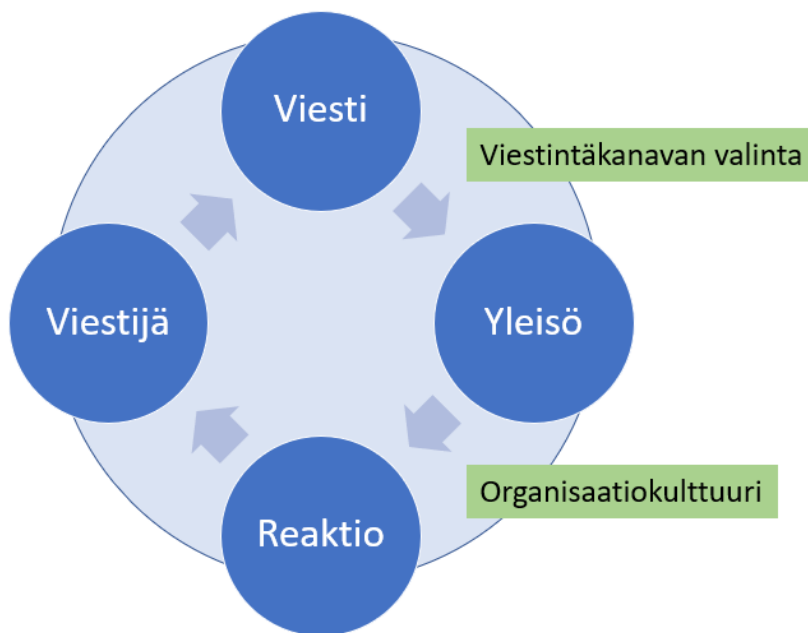 Viesti
Viestintäkanavan valinta
Viestijä
Yleisö
Organisaatiokulttuuri
Reaktio